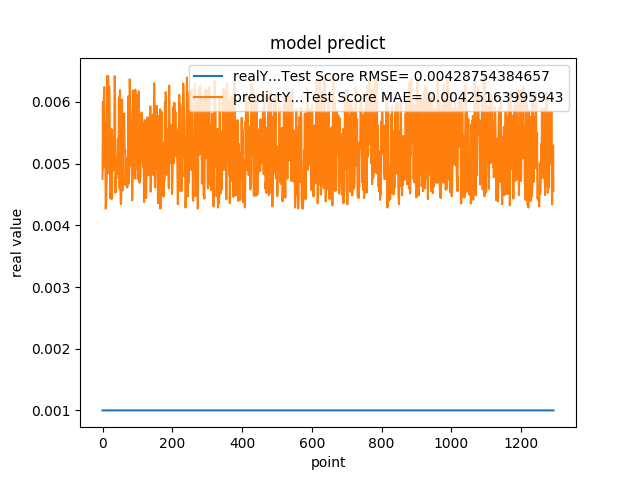 model predict
realY...Test Score RMSE= 0.00428754384657
predictY...Test Score MAE= 0.00425163995943
0.006
0.005
0.004
0.003
0.002
0.001
real value
0 200 400 600 800 1000 1200
point